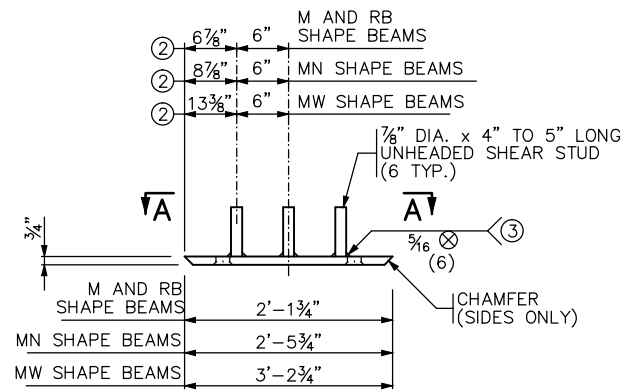 M AND RB
SHAPE BEAMS
② 6⅞" 6"
② 8⅞" 6" MN SHAPE BEAMS
② 13⅜" 6" MW SHAPE BEAMS
⅞" DIA. x 4" TO 5" LONG
UNHEADED SHEAR STUD
(6 TYP.)
A A
¾"
5⁄16 ③
(6)
M AND RB
SHAPE BEAMS 2'-1¾"
CHAMFER
(SIDES ONLY)
MN SHAPE BEAMS 2'-5¾"
MW SHAPE BEAMS 3'-2¾"